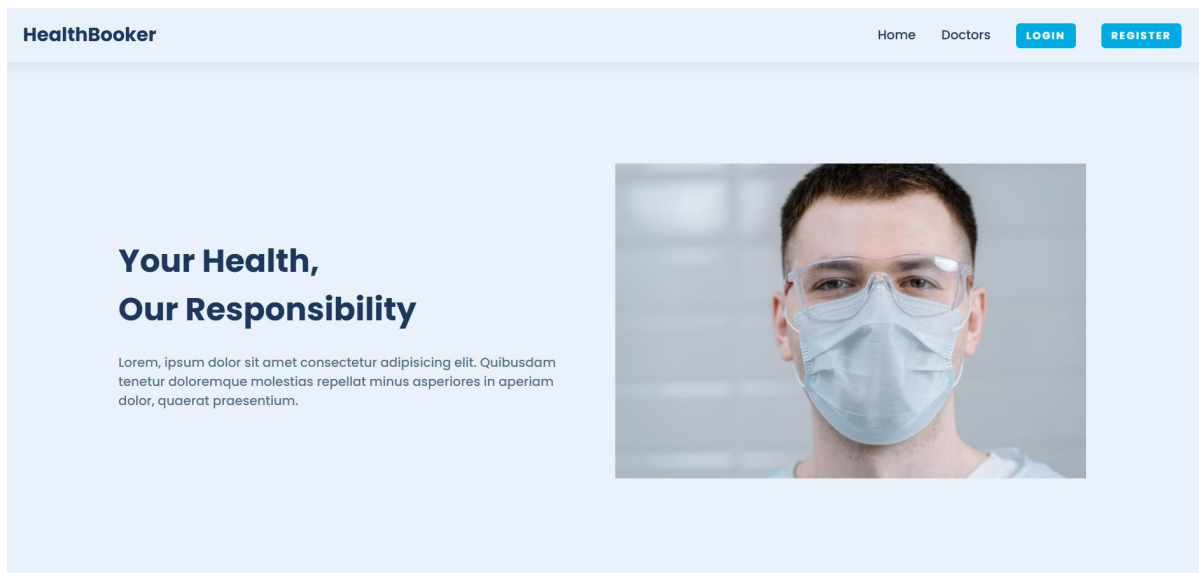 HealthBooker
Home Doctors LOGIN REGISTER
Your Health,
Our Responsibility
Lorem, ipsum dolor sit amet consectetur adipisicing elit. Quibusdam
tenetur doloremque molestias repellat minus asperiores in aperiam
dolor, quaerat praesentium.